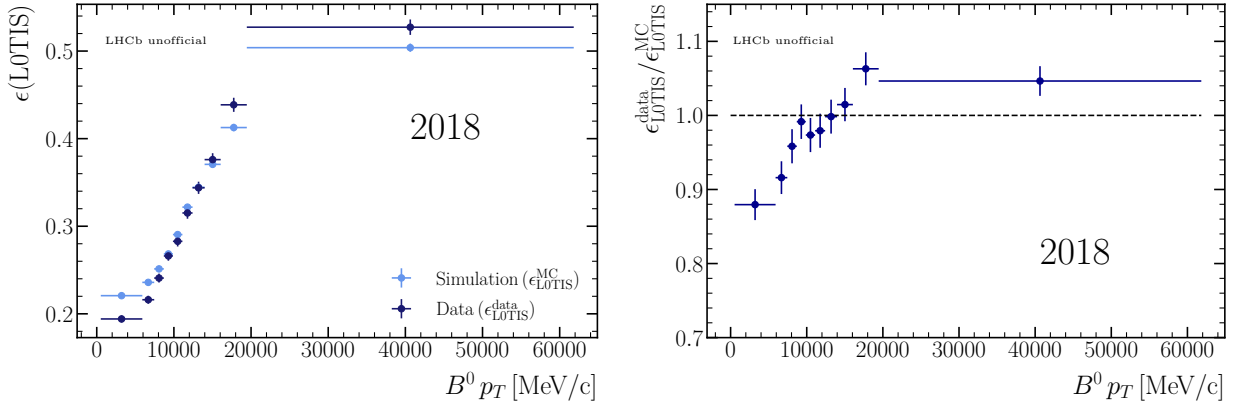 ϵ(L0TIS)
0.5
0.4
0.3
0.2
LHCb unofficial
2018
Simulation (ϵ^MC_L0TIS)
Data (ϵ^data_L0TIS)
0 10000 20000 30000 40000 50000 60000
B^0 p_T [MeV/c]
ϵ^data_L0TIS/ϵ^MC_L0TIS
1.1
1.0
0.9
0.8
0.7
LHCb unofficial
2018
0 10000 20000 30000 40000 50000 60000
B^0 p_T [MeV/c]